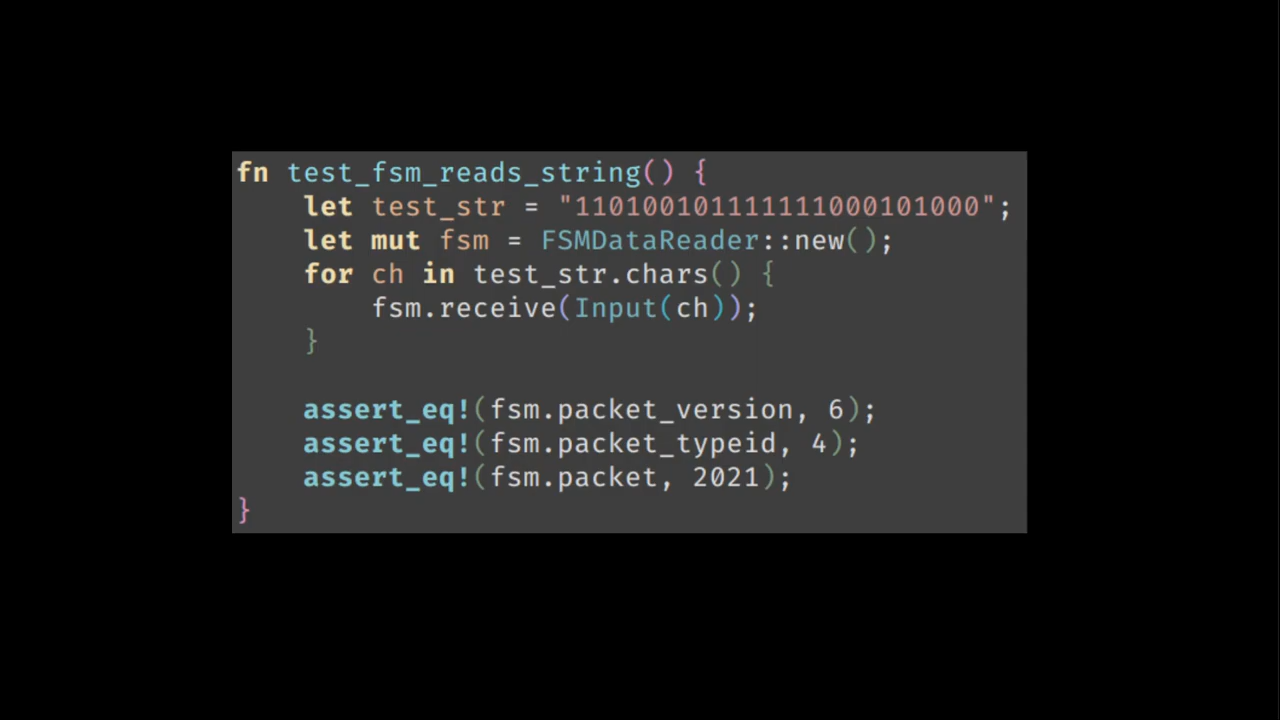 fn test_fsm_reads_string() {
    let test_str = "110100101111111000101000";
    let mut fsm = FSMDataReader::new();
    for ch in test_str.chars() {
        fsm.receive(Input(ch));
    }

    assert_eq!(fsm.packet_version, 6);
    assert_eq!(fsm.packet_typeid, 4);
    assert_eq!(fsm.packet, 2021);
}